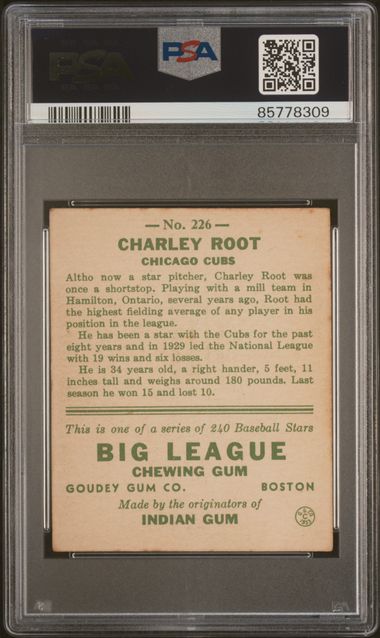 PSA
PSA
85778309
— No. 226 —
CHARLEY ROOT
CHICAGO CUBS
Altho now a star pitcher, Charley Root was
once a shortstop. Playing with a mill team in
Hamilton, Ontario, several years ago, Root had
the highest fielding average of any player in his
position in the league.
He has been a star with the Cubs for the past
eight years and in 1929 led the National League
with 19 wins and six losses.
He is 34 years old, a right hander, 5 feet, 11
inches tall and weighs around 180 pounds. Last
season he won 15 and lost 10.
This is one of a series of 240 Baseball Stars
BIG LEAGUE
CHEWING GUM
GOUDEY GUM CO. BOSTON
Made by the originators of
INDIAN GUM